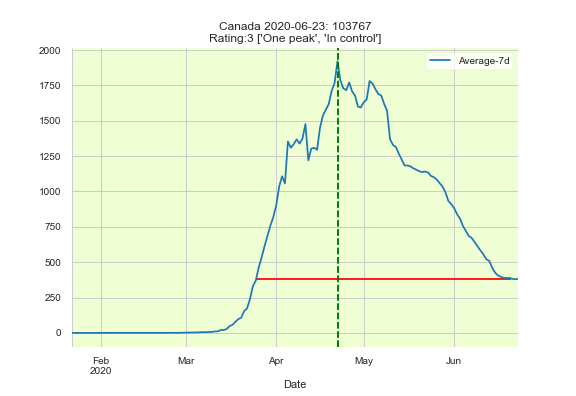 Canada 2020-06-23: 103767
Rating:3 ['One peak', 'In control']
Average-7d
2000
1750
1500
1250
1000
750
500
250
0
Feb
2020
Mar
Apr
May
Jun
Date